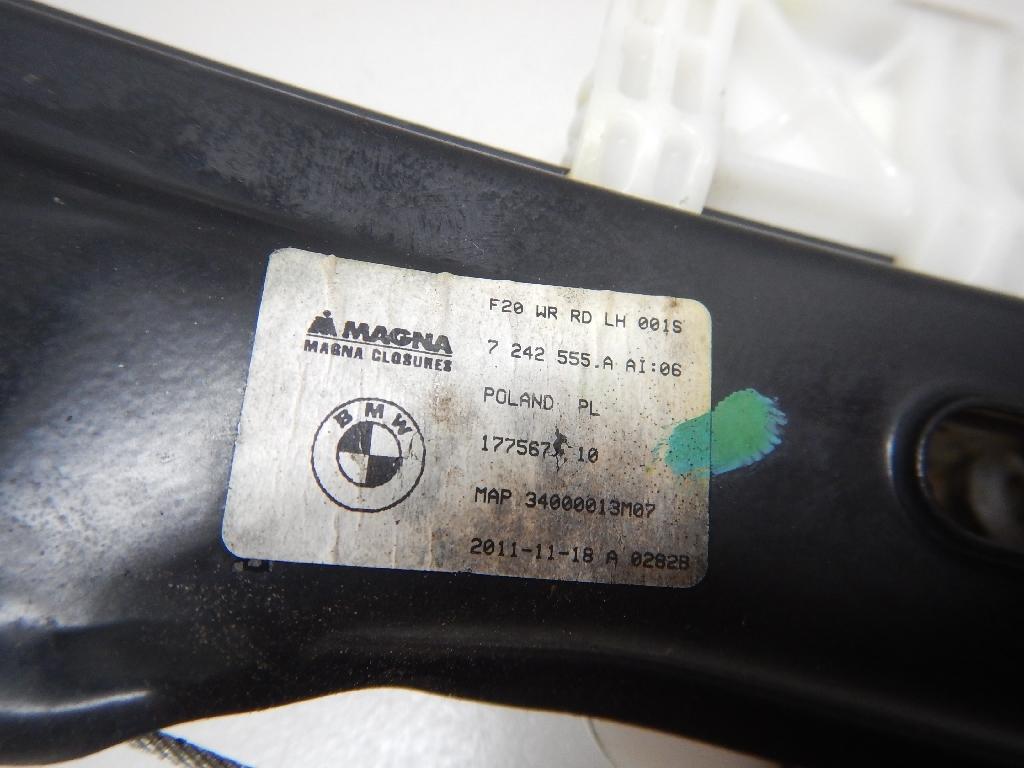 MAGNA
MAGNA CLOSURES
BMW
F20 WR RD LH 001S
7 242 555.A AI:06
POLAND PL
10
MAP 34000013M07
2011-11-18 A 0282B